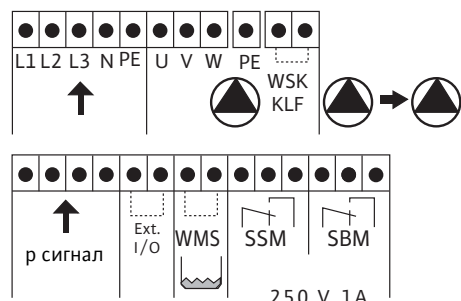 L1 L2 L3 N PE U V W PE
WSK
KLF
р сигнал
Ext.
I/O
WMS
SSM
SBM
250 V 1A